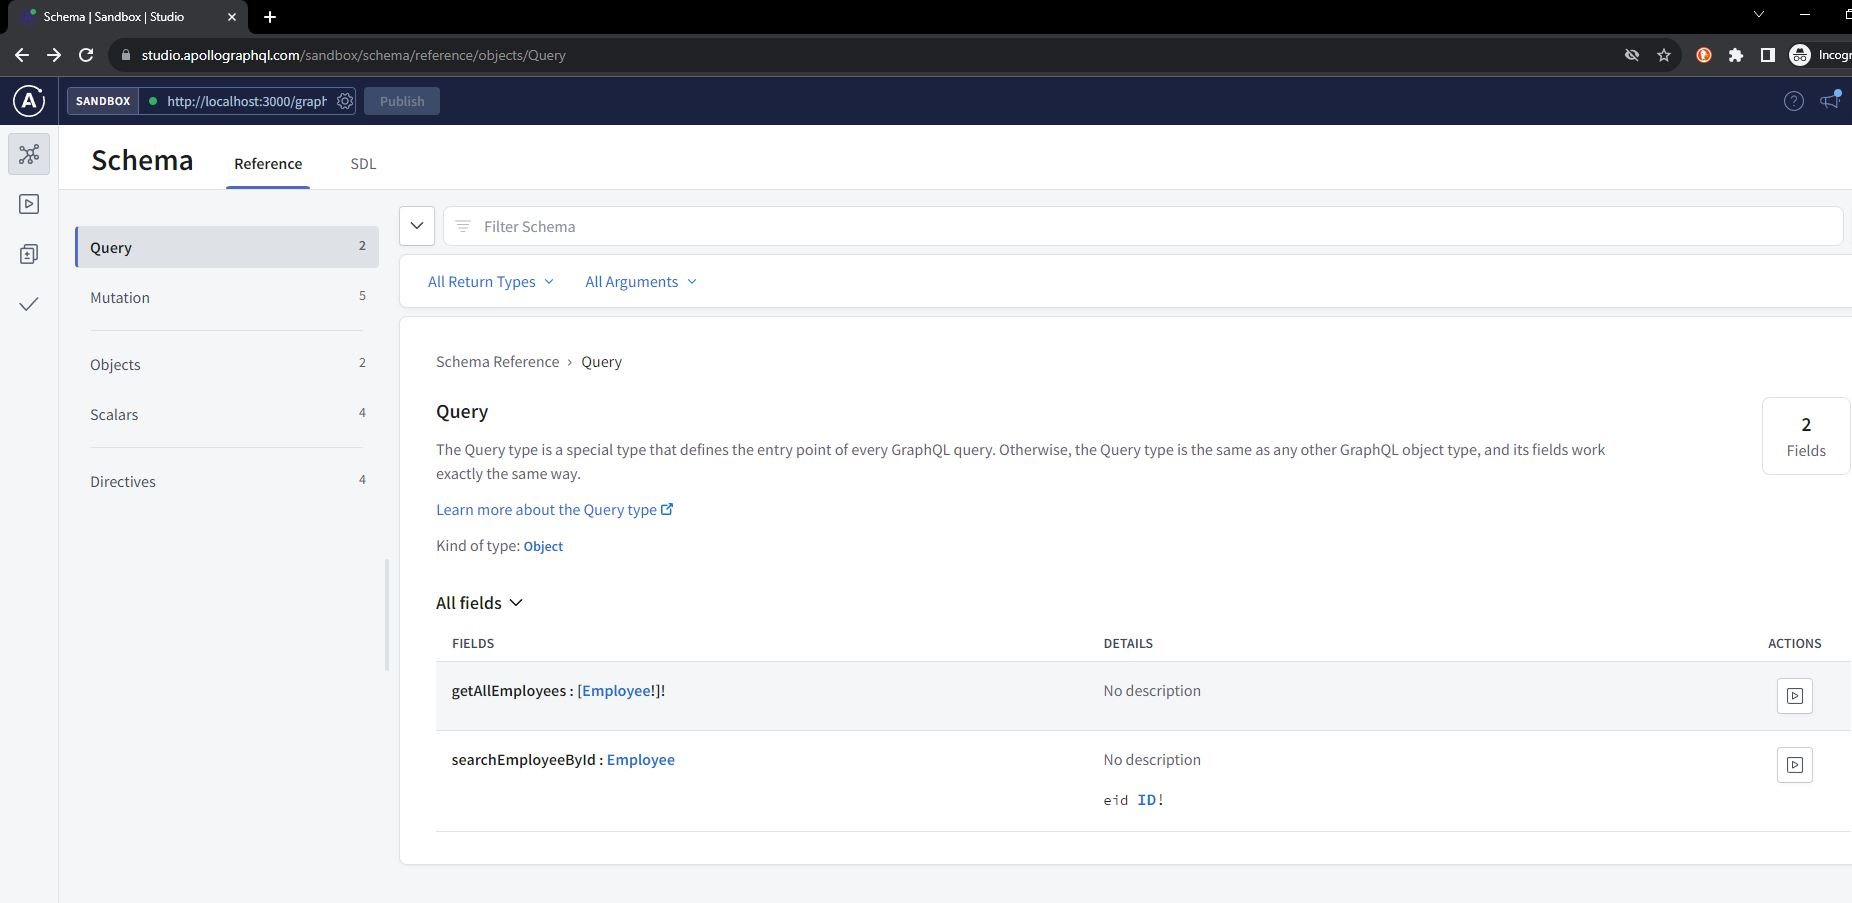 Schema | Sandbox | Studio
studio.apollographql.com/sandbox/schema/reference/objects/Query
Incogr
A
SANDBOX
http://localhost:3000/graph
Publish
Schema
Reference
SDL
Query 2
Mutation 5
Objects 2
Scalars 4
Directives 4
Filter Schema
All Return Types
All Arguments
Schema Reference › Query
Query
The Query type is a special type that defines the entry point of every GraphQL query. Otherwise, the Query type is the same as any other GraphQL object type, and its fields work
exactly the same way.
Learn more about the Query type
Kind of type: Object
2
Fields
All fields
FIELDS DETAILS ACTIONS
getAllEmployees : [Employee!]! No description
searchEmployeeById : Employee No description
eid ID!